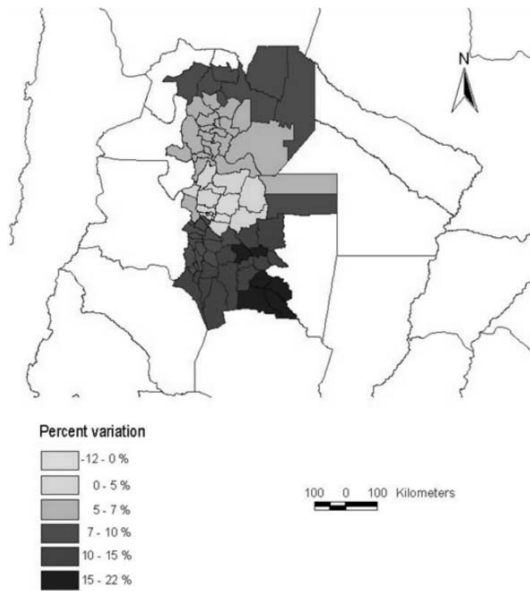 N
Percent variation
-12 - 0 %
0 - 5 %
5 - 7 %
7 - 10 %
10 - 15 %
15 - 22 %
100 0 100 Kilometers